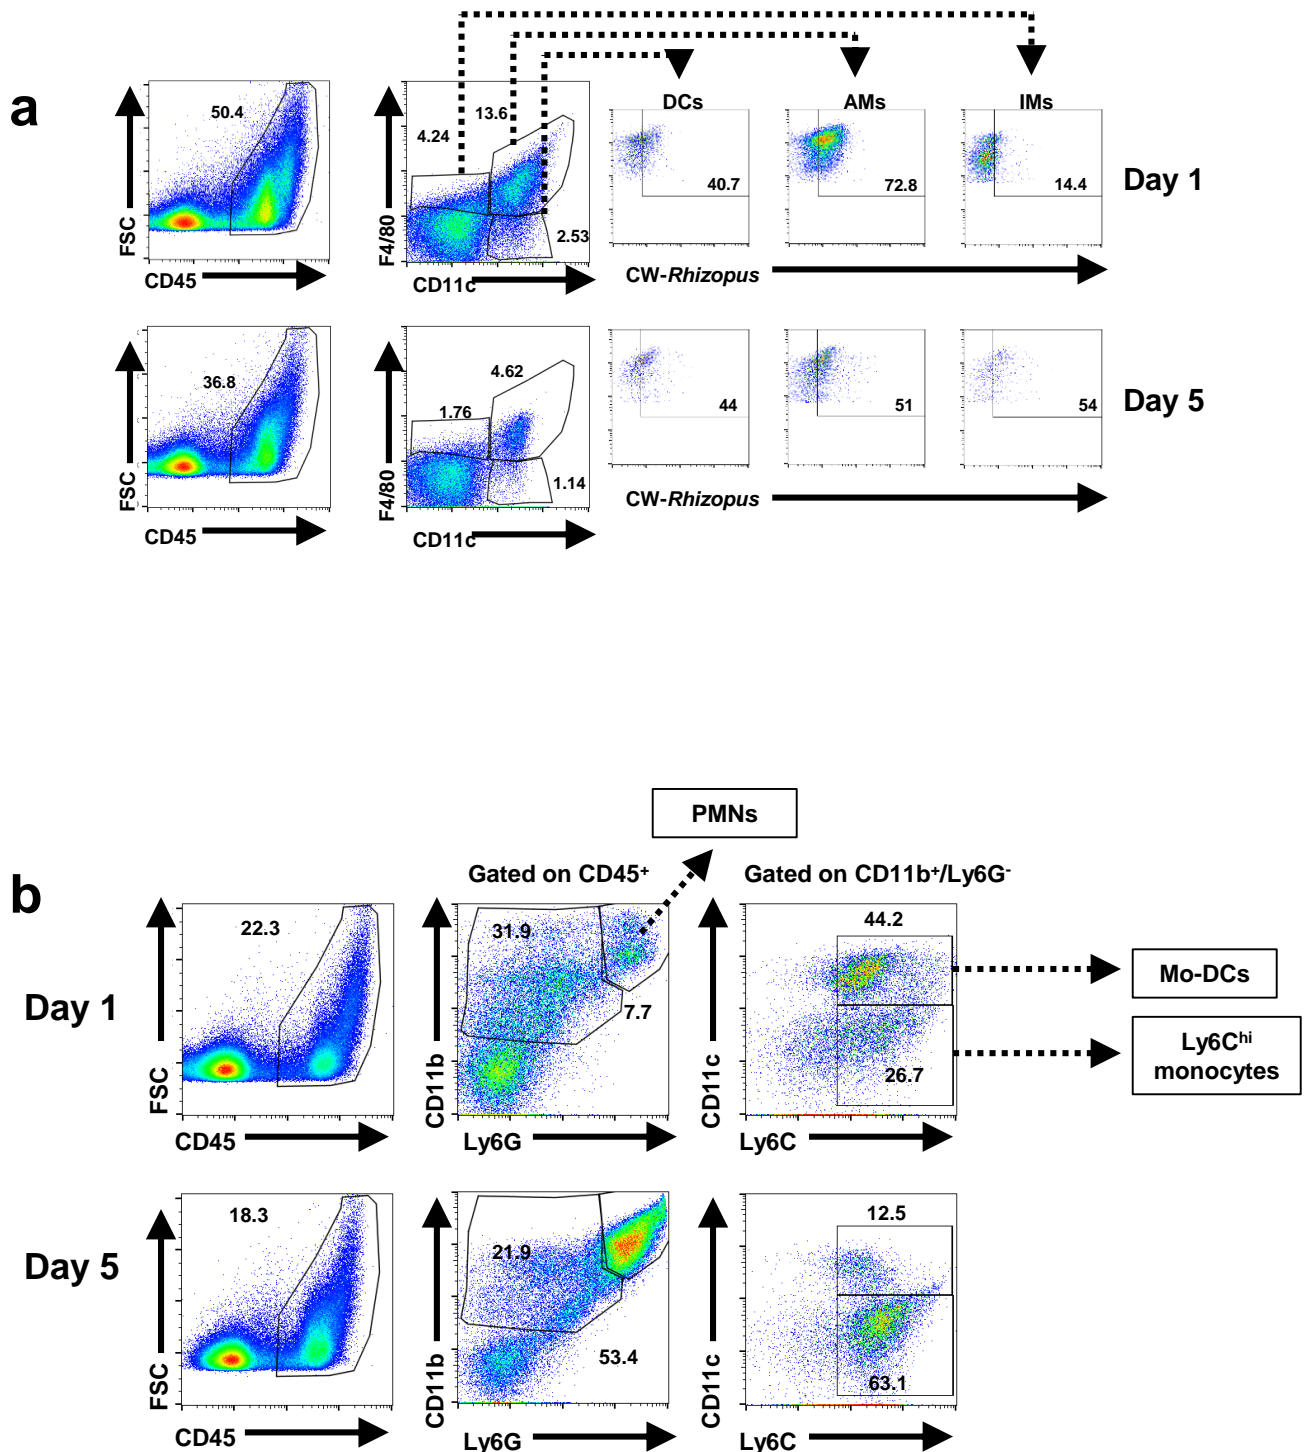 a
DCs
AMs
IMs
50.4
FSC
CD45
4.24
13.6
2.53
F4/80
CD11c
40.7
72.8
14.4
Day 1
CW-Rhizopus
36.8
FSC
CD45
1.76
4.62
1.14
F4/80
CD11c
44
51
54
Day 5
CW-Rhizopus
PMNs
b
Gated on CD45⁺
Gated on CD11b⁺/Ly6G⁻
Day 1
22.3
FSC
CD45
31.9
7.7
CD11b
Ly6G
44.2
26.7
CD11c
Ly6C
Mo-DCs
Ly6Cʰⁱ
monocytes
Day 5
18.3
FSC
CD45
21.9
53.4
CD11b
Ly6G
12.5
63.1
CD11c
Ly6C